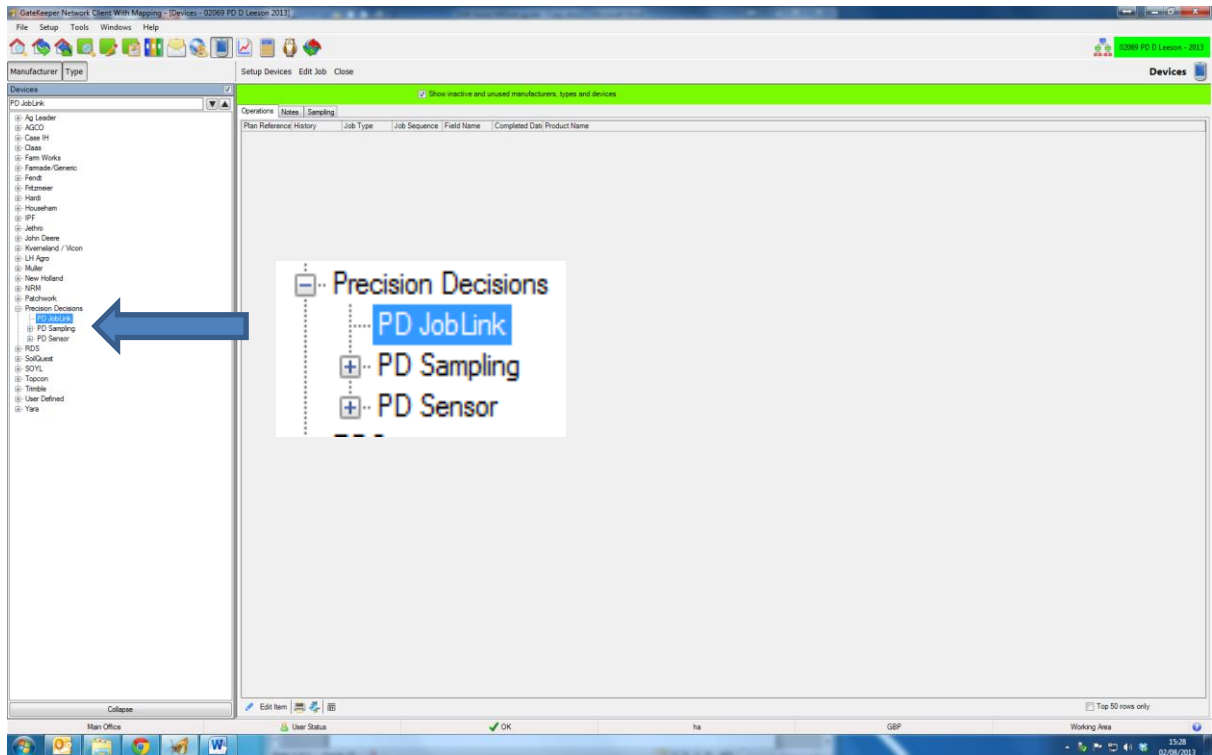 GateKeeper Network Client With Mapping - [Devices - 02069 PD D Leeson 2013]
File Setup Tools Windows Help
02069 PD D Leeson - 2013
Manufacturer Type
Setup Devices Edit Job Close
Devices
Devices
Show inactive and unused manufacturers, types and devices
PD JobLink
Operations Notes Sampling
Plan Reference History Job Type Job Sequence Field Name Completed Dat Product Name
Ag Leader
AGCO
Case IH
Claas
Farm Works
Farmade/Generic
Fendt
Fritzmeier
Hardi
Househam
IPF
Jethro
John Deere
Kverneland / Vicon
LH Agro
Muller
New Holland
NRM
Patchwork
Precision Decisions
PD JobLink
PD Sampling
PD Sensor
RDS
SoilQuest
SOYL
Topcon
Trimble
User Defined
Yara
Precision Decisions
PD JobLink
PD Sampling
PD Sensor
Collapse
Edit Item
Top 50 rows only
Main Office User Status OK ha GBP Working Area
15:28
02/08/2013